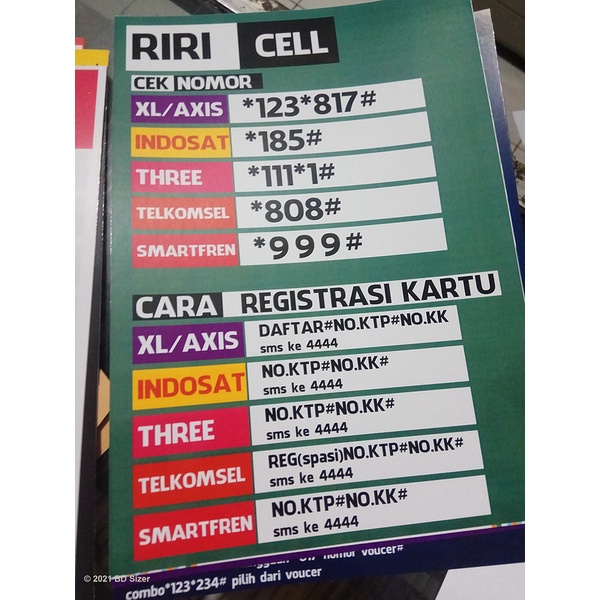 RIRI CELL
CEK NOMOR
XL/AXIS *123*817#
INDOSAT *185#
THREE *111*1#
TELKOMSEL *808#
SMARTFREN *999#
CARA REGISTRASI KARTU
XL/AXIS DAFTAR#NO.KTP#NO.KK
sms ke 4444
INDOSAT NO.KTP#NO.KK#
sms ke 4444
THREE NO.KTP#NO.KK#
sms ke 4444
TELKOMSEL REG(spasi)NO.KTP#NO.KK#
sms ke 4444
SMARTFREN NO.KTP#NO.KK#
sms ke 4444
nomor voucer#
combo*123*234# pilih dari voucer
© 2021 BD Sizer